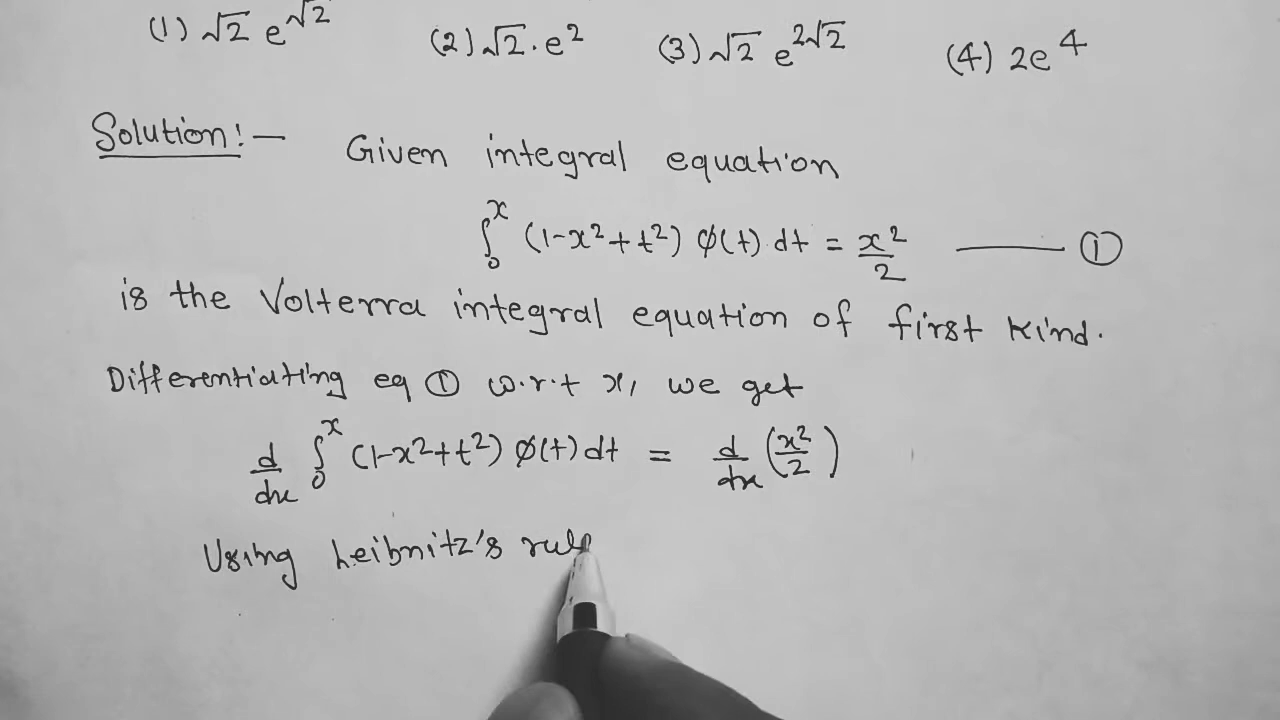 (1) √2 e^√2 (2) √2. e² (3) √2 e^2√2 (4) 2e⁴
Solution:- Given integral equation
∫₀ˣ (1-x²+t²) φ(t) dt = x²/2 —— ①
is the Volterra integral equation of first kind.
Differentiating eq ① w.r.t x, we get
d/dx ∫₀ˣ (1-x²+t²) φ(t) dt = d/dx (x²/2)
Using Leibnitz's rule